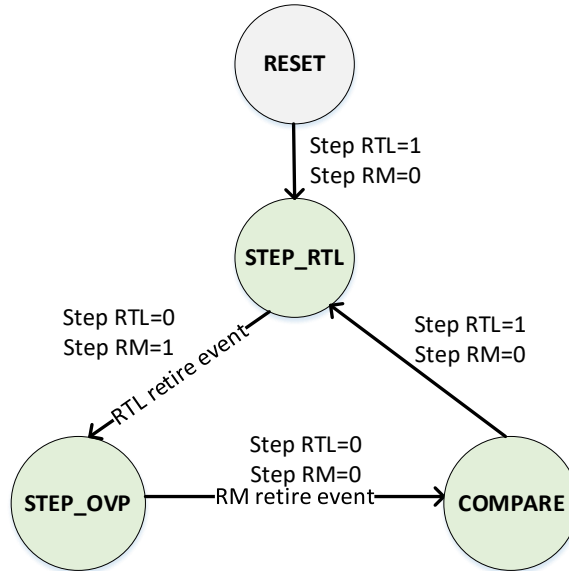 RESET
Step RTL=1
Step RM=0
STEP_RTL
Step RTL=0
Step RM=1
RTL retire event
Step RTL=1
Step RM=0
Step RTL=0
Step RM=0
RM retire event
STEP_OVP
COMPARE